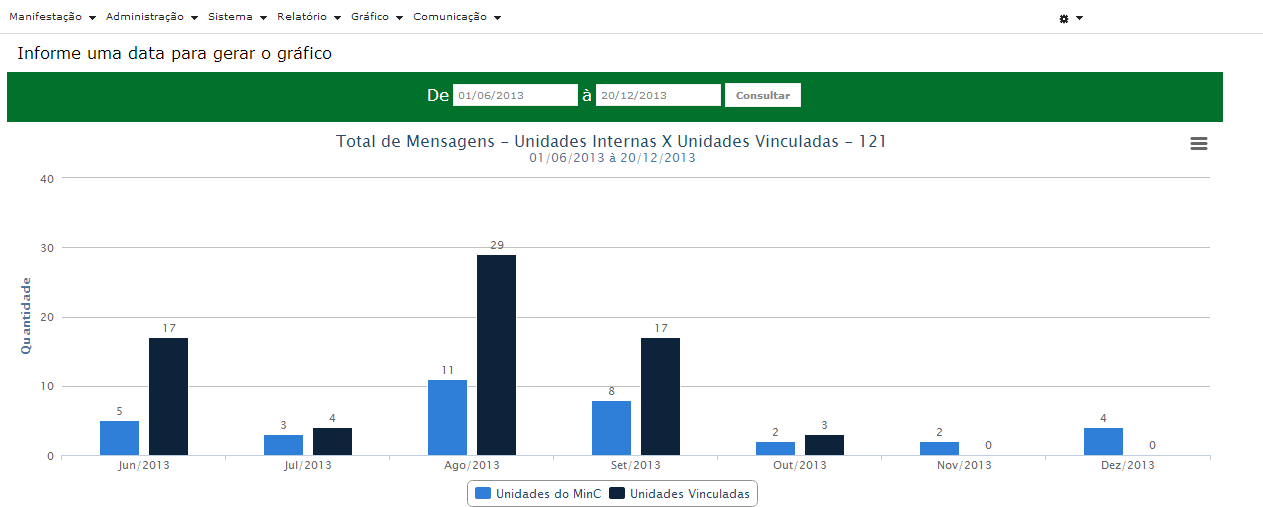 Manifestação Administração Sistema Relatório Gráfico Comunicação
Informe uma data para gerar o gráfico
De 01/06/2013 à 20/12/2013 Consultar
Total de Mensagens - Unidades Internas X Unidades Vinculadas - 121
01/06/2013 à 20/12/2013
Quantidade
40
30
20
10
0
5 17
3 4
11 29
8 17
2 3
2 0
4 0
Jun/2013 Jul/2013 Ago/2013 Set/2013 Out/2013 Nov/2013 Dez/2013
Unidades do MinC Unidades Vinculadas